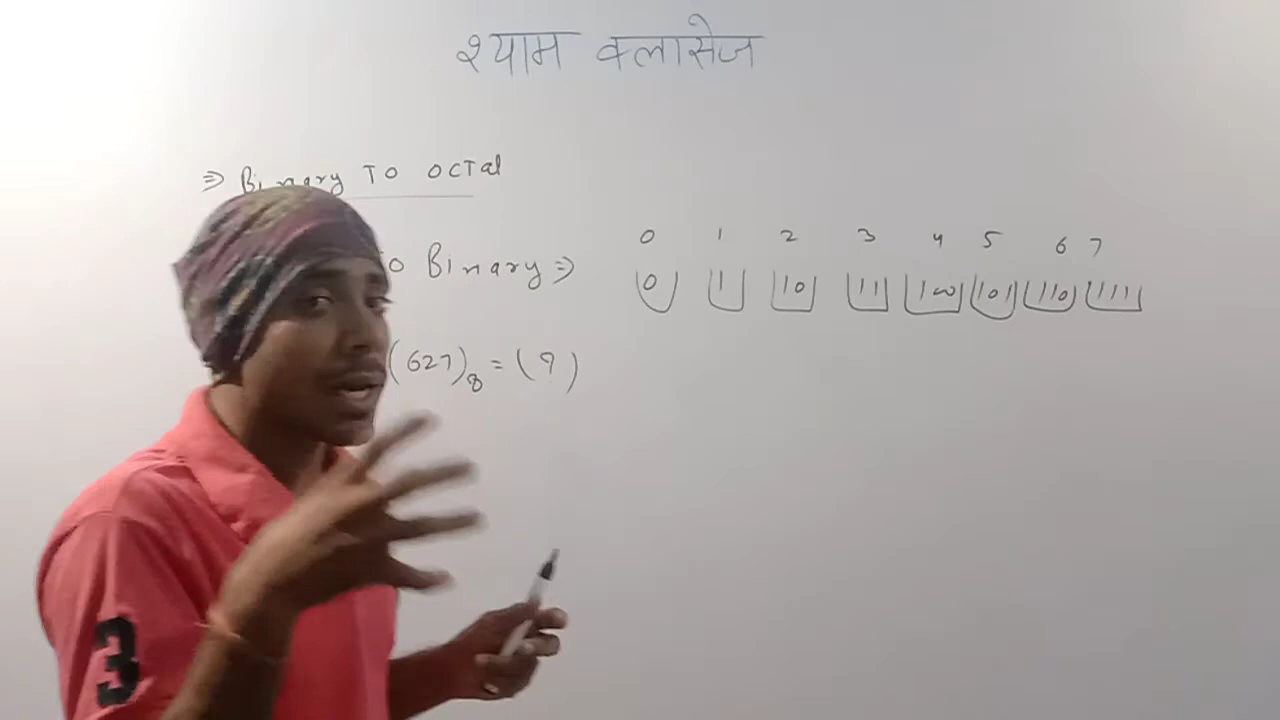 श्याम क्लासेज
⇒ Binary To Octal
o Binary ⇒
0 1 2 3 4 5 6 7
0 1 10 11 100 101 110 111
(627)₈ = (?)
3